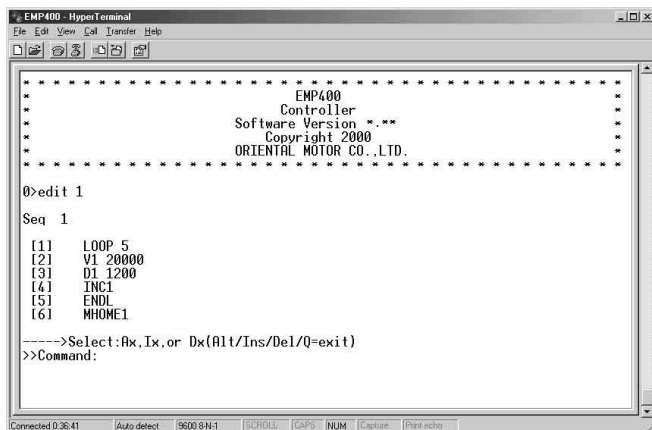 EMP400 - HyperTerminal
File Edit View Call Transfer Help
* * * * * * * * * * * * * * * * * * * * * * * * * * * * * * * * * * * * * * * *
* EMP400 *
* Controller *
* Software Version *.** *
* Copyright 2000 *
* ORIENTAL MOTOR CO.,LTD. *
* * * * * * * * * * * * * * * * * * * * * * * * * * * * * * * * * * * * * * * *
0>edit 1
Seq 1
[1] LOOP 5
[2] V1 20000
[3] D1 1200
[4] INC1
[5] ENDL
[6] MHOME1
----->Select:Ax,Ix,or Dx(Alt/Ins/Del/Q=exit)
>>Command:
Connected 0:36:41 Auto detect 9600 8-N-1 SCROLL CAPS NUM Capture Print echo